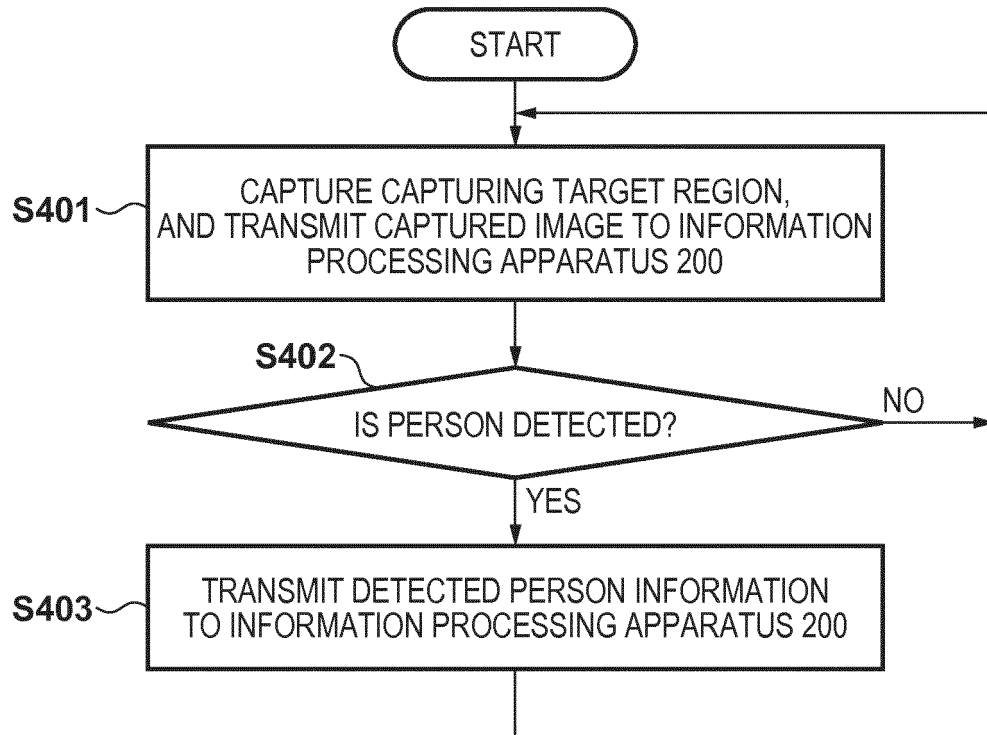 START
S401
CAPTURE CAPTURING TARGET REGION,
AND TRANSMIT CAPTURED IMAGE TO INFORMATION
PROCESSING APPARATUS 200
S402
IS PERSON DETECTED?
NO
YES
S403
TRANSMIT DETECTED PERSON INFORMATION
TO INFORMATION PROCESSING APPARATUS 200